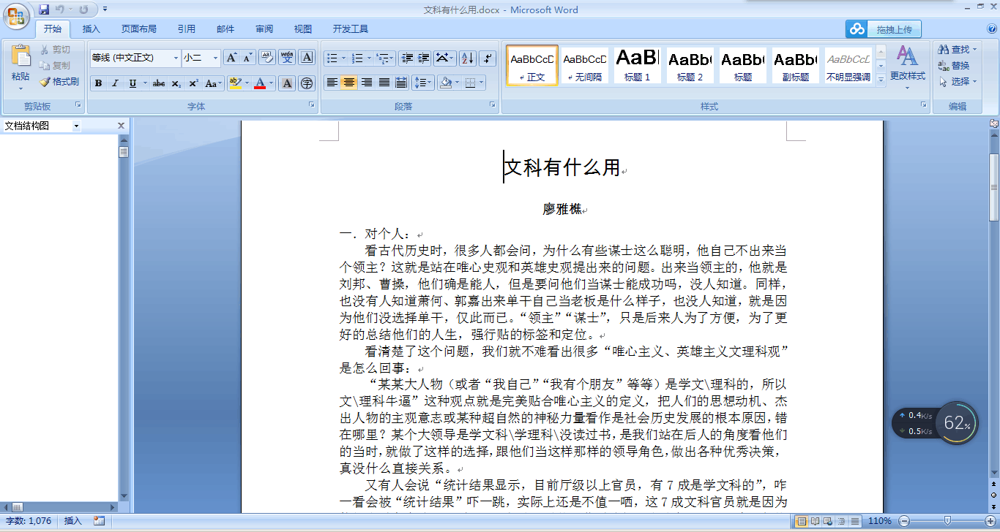 文科有什么用.docx - Microsoft Word
开始 插入 页面布局 引用 邮件 审阅 视图 开发工具 拖拽上传
粘贴 剪切 复制 格式刷
等线 (中文正文) 小二
AaBbCcD AaBbCcD AaBl AaBb( AaBb( AaBb( AaBbCcD
正文 无间隔 标题 1 标题 2 标题 副标题 不明显强调
更改样式
查找 替换 选择
剪贴板 字体 段落 样式 编辑
文档结构图
文科有什么用
廖雅樵
一．对个人：
看古代历史时，很多人都会问，为什么有些谋士这么聪明，他自己不出来当
个领主？这就是站在唯心史观和英雄史观提出来的问题。出来当领主的，他就是
刘邦、曹操，他们确是能人，但是要问他们当谋士能成功吗，没人知道。同样，
也没有人知道萧何、郭嘉出来单干自己当老板是什么样子，也没人知道，就是因
为他们没选择单干，仅此而已。“领主”“谋士”，只是后来人为了方便，为了更
好的总结他们的人生，强行贴的标签和定位。
看清楚了这个问题，我们就不难看出很多“唯心主义、英雄主义文理科观”
是怎么回事：
“某某大人物（或者“我自己”“我有个朋友”等等）是学文\理科的，所以
文\理科牛逼”这种观点就是完美贴合唯心主义的定义，把人们的思想动机、杰
出人物的主观意志或某种超自然的神秘力量看作是社会历史发展的根本原因，错
在哪里？某个大领导是学文科\学理科\没读过书，是我们站在后人的角度看他们
的当时，就做了这样的选择，跟他们当这样那样的领导角色，做出各种优秀决策，
真没什么直接关系。
又有人会说“统计结果显示，目前厅级以上官员，有 7 成是学文科的”，咋
一看会被“统计结果”吓一跳，实际上还是不值一哂，这 7 成文科官员就是因为
0.4K/s
0.5K/s
62%
字数: 1,076 插入 110%